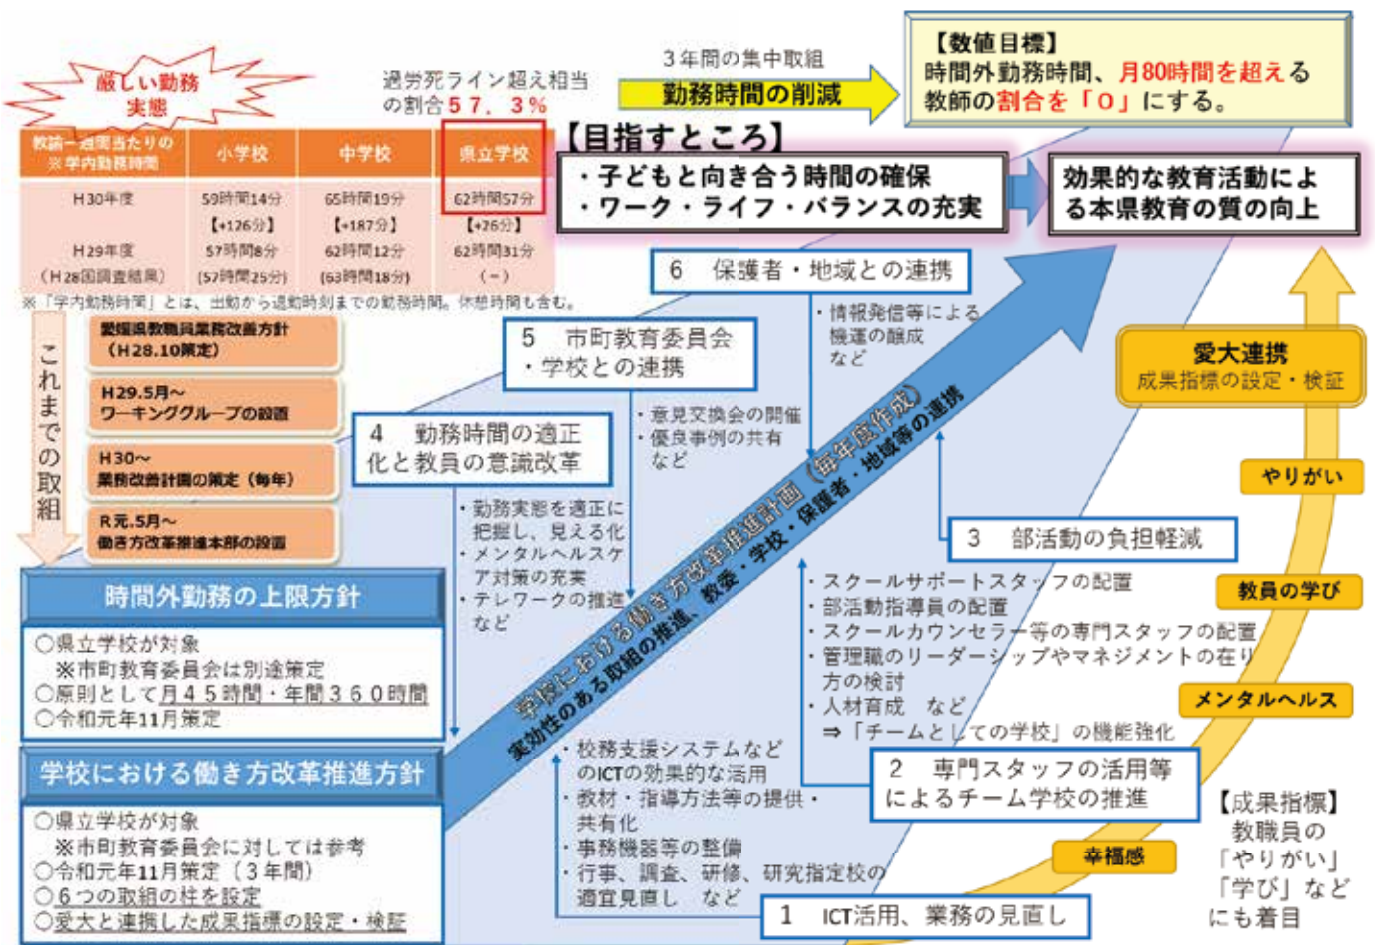 厳しい勤務
実態
過労死ライン超え相当
の割合５７．３％
３年間の集中取組
勤務時間の削減
【数値目標】
時間外勤務時間、月80時間を超える
教師の割合を「０」にする。
教諭一週間当たりの
※学内勤務時間
小学校
中学校
県立学校
H30年度
59時間14分
65時間19分
62時間57分
【+126分】
【+187分】
【+26分】
H29年度
57時間8分
62時間12分
62時間31分
（H28国調査結果）
(57時間25分)
(63時間18分)
(－)
※「学内勤務時間」とは、出勤から退勤時刻までの勤務時間。休憩時間も含む。
【目指すところ】
・子どもと向き合う時間の確保
・ワーク・ライフ・バランスの充実
効果的な教育活動によ
る本県教育の質の向上
これまでの取組
愛媛県教職員業務改善方針
（H28.10策定）
H29.5月～
ワーキンググループの設置
H30～
業務改善計画の策定（毎年）
R元.5月～
働き方改革推進本部の設置
時間外勤務の上限方針
○県立学校が対象
※市町教育委員会は別途策定
○原則として月４５時間・年間３６０時間
○令和元年11月策定
学校における働き方改革推進方針
○県立学校が対象
※市町教育委員会に対しては参考
○令和元年11月策定（３年間）
○６つの取組の柱を設定
○愛大と連携した成果指標の設定・検証
６　保護者・地域との連携
・情報発信等による
機運の醸成
など
５　市町教育委員会
・学校との連携
・意見交換会の開催
・優良事例の共有
など
４　勤務時間の適正
化と教員の意識改革
・勤務実態を適正に
把握し、見える化
・メンタルヘルスケ
ア対策の充実
・テレワークの推進
など
学校における働き方改革推進計画（毎年度作成）
実効性のある取組の推進、教委・学校・保護者・地域等の連携
３　部活動の負担軽減
・スクールサポートスタッフの配置
・部活動指導員の配置
・スクールカウンセラー等の専門スタッフの配置
・管理職のリーダーシップやマネジメントの在り
方の検討
・人材育成　など
⇒「チームとしての学校」の機能強化
２　専門スタッフの活用等
によるチーム学校の推進
・校務支援システムなど
のICTの効果的な活用
・教材・指導方法等の提供・
共有化
・事務機器等の整備
・行事、調査、研修、研究指定校の
適宜見直し　など
１　ICT活用、業務の見直し
愛大連携
成果指標の設定・検証
やりがい
教員の学び
メンタルヘルス
幸福感
【成果指標】
教職員の
「やりがい」
「学び」など
にも着目